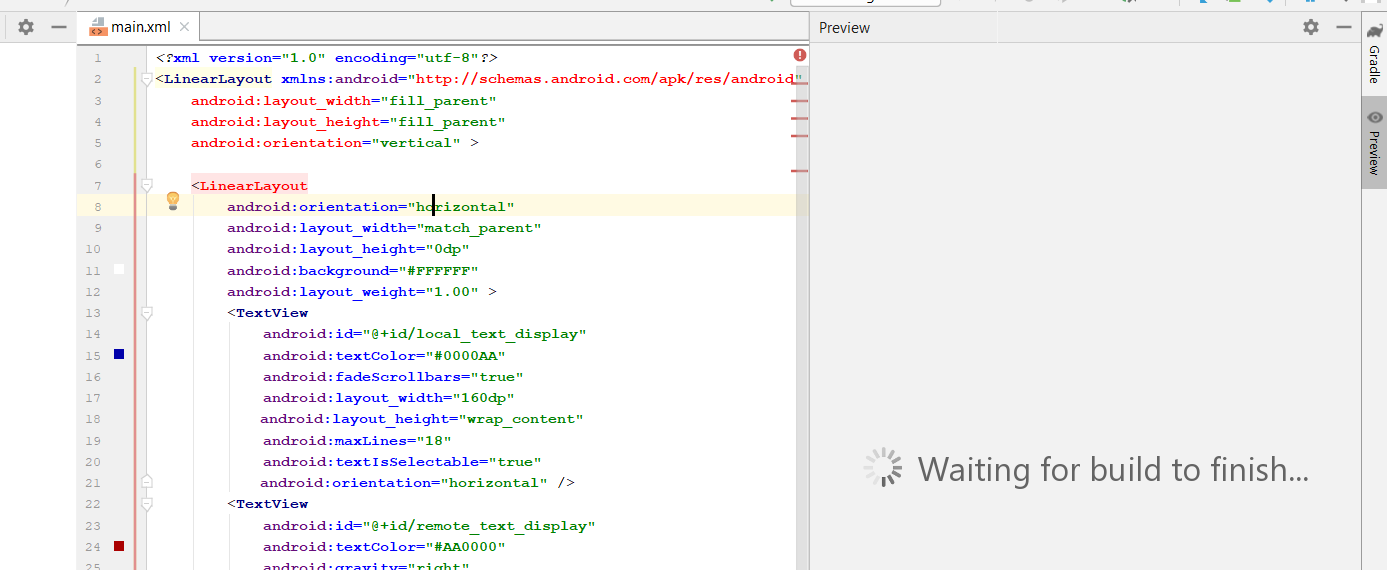 main.xml
Preview
1 <?xml version="1.0" encoding="utf-8"?>
2 <LinearLayout xmlns:android="http://schemas.android.com/apk/res/android"
3 android:layout_width="fill_parent"
4 android:layout_height="fill_parent"
5 android:orientation="vertical" >
6
7 <LinearLayout
8 android:orientation="horizontal"
9 android:layout_width="match_parent"
10 android:layout_height="0dp"
11 android:background="#FFFFFF"
12 android:layout_weight="1.00" >
13 <TextView
14 android:id="@+id/local_text_display"
15 android:textColor="#0000AA"
16 android:fadeScrollbars="true"
17 android:layout_width="160dp"
18 android:layout_height="wrap_content"
19 android:maxLines="18"
20 android:textIsSelectable="true"
21 android:orientation="horizontal" />
22 <TextView
23 android:id="@+id/remote_text_display"
24 android:textColor="#AA0000"
25 android:gravity="right"
Waiting for build to finish...
Gradle
Preview